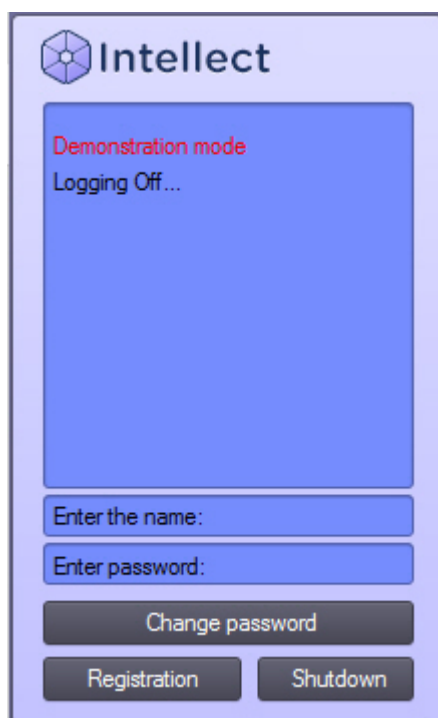 Intellect
Demonstration mode
Logging Off...
Enter the name:
Enter password:
Change password
Registration
Shutdown